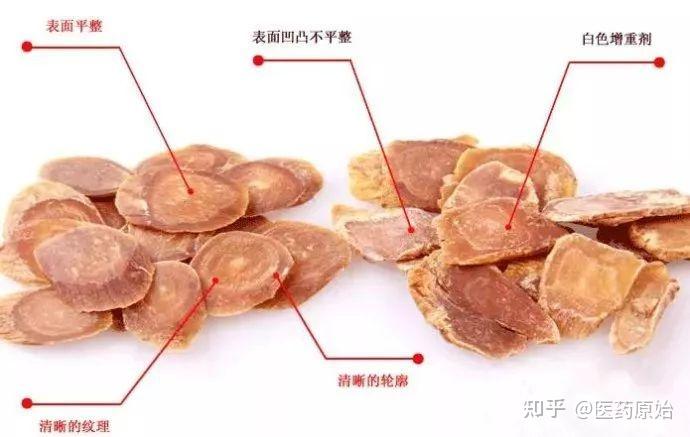 表面平整
表面凹凸不平整
白色增重剂
清晰的轮廓
清晰的纹理
知乎 @医药原始